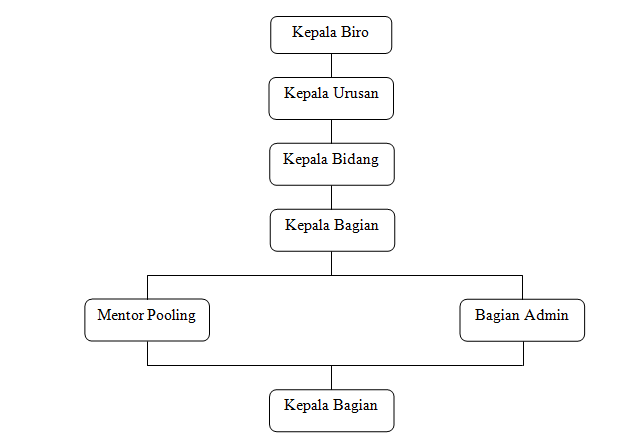 Kepala Biro
Kepala Urusan
Kepala Bidang
Kepala Bagian
Mentor Pooling
Bagian Admin
Kepala Bagian